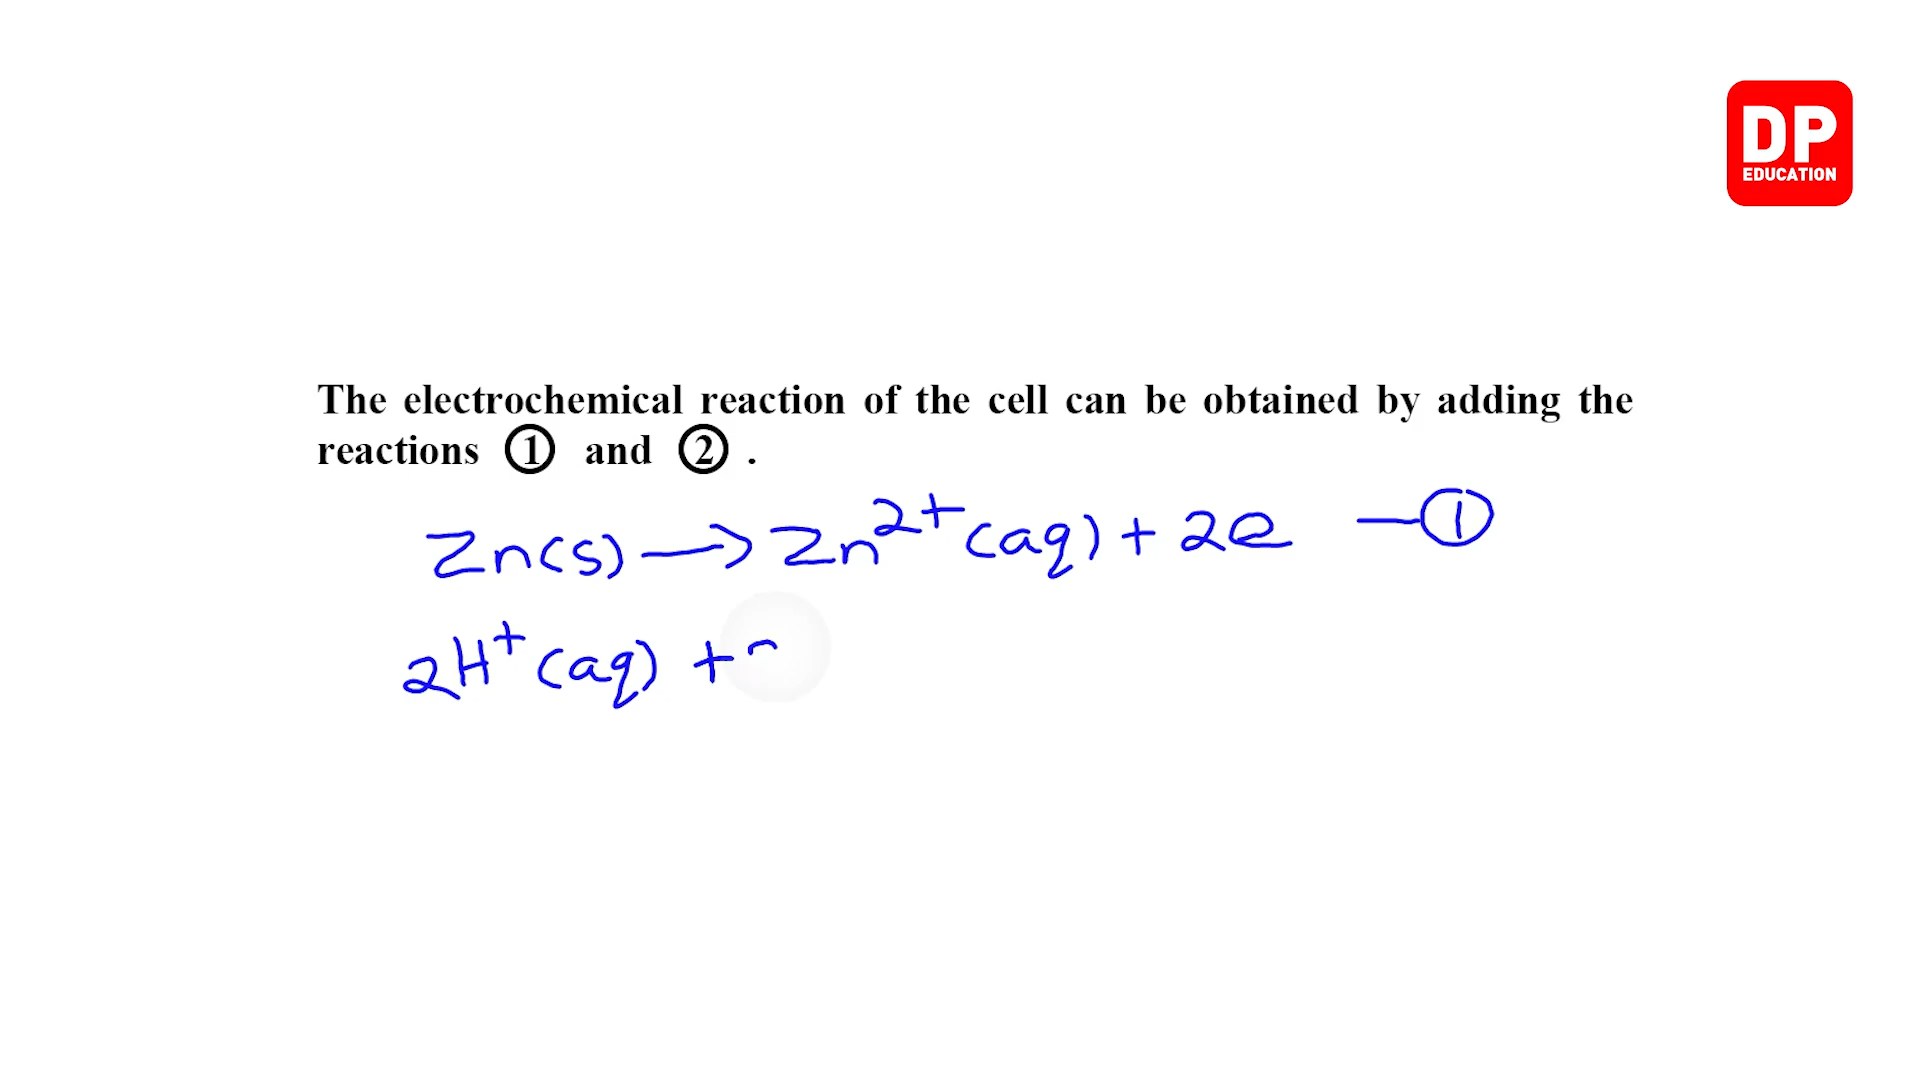 DP
EDUCATION
The electrochemical reaction of the cell can be obtained by adding the
reactions ① and ② .
Zn(s) → Zn²⁺(aq) + 2e —①
2H⁺(aq) +